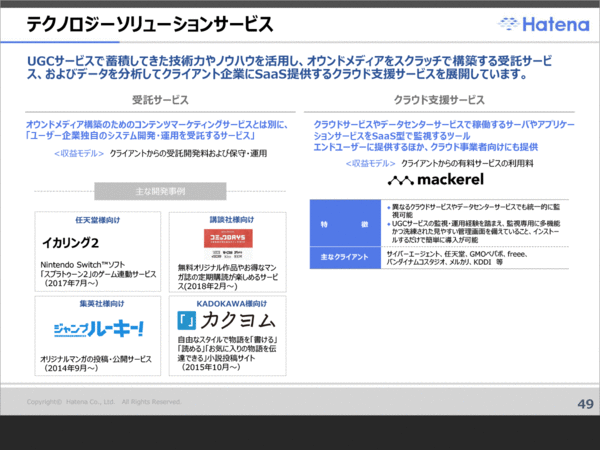 テクノロジーソリューションサービス
Hatena
UGCサービスで蓄積してきた技術力やノウハウを活用し、オウンドメディアをスクラッチで構築する受託サービ
ス、およびデータを分析してクライアント企業にSaaS提供するクラウド支援サービスを展開しています。
受託サービス
オウンドメディア構築のためのコンテンツマーケティングサービスとは別に、
「ユーザー企業独自のシステム開発・運用を受託するサービス」
<収益モデル> クライアントからの受託開発料および保守・運用
主な開発事例
任天堂様向け
イカリング2
Nintendo Switch™ソフト
「スプラトゥーン2」のゲーム連動サービス
(2017年7月~)
講談社様向け
コミックDAYS
無料オリジナル作品やお得なマン
ガ誌の定期購読が楽しめるサービ
ス(2018年2月~)
集英社様向け
ジャンプルーキー!
オリジナルマンガの投稿・公開サービス
(2014年9月~)
KADOKAWA様向け
「」カクヨム
自由なスタイルで物語を「書ける」
「読める」「お気に入りの物語を伝
達できる」小説投稿サイト
(2015年10月~)
クラウド支援サービス
クラウドサービスやデータセンターサービスで稼働するサーバやアプリケー
ションサービスをSaaS型で監視するツール
エンドユーザーに提供するほか、クラウド事業者向けにも提供
<収益モデル> クライアントからの有料サービスの利用料
mackerel
特 徴
異なるクラウドサービスやデータセンターサービスでも統一的に監
視可能
UGCサービスの監視・運用経験を踏まえ、監視専用に多機能
かつ洗練された見やすい管理画面を備えていること、インストー
ルするだけで簡単に導入が可能
主なクライアント
サイバーエージェント、任天堂、GMOペパボ、freee、
バンダイナムコスタジオ、メルカリ、KDDI 等
Copyright© Hatena Co., Ltd. All Rights Reserved.
49